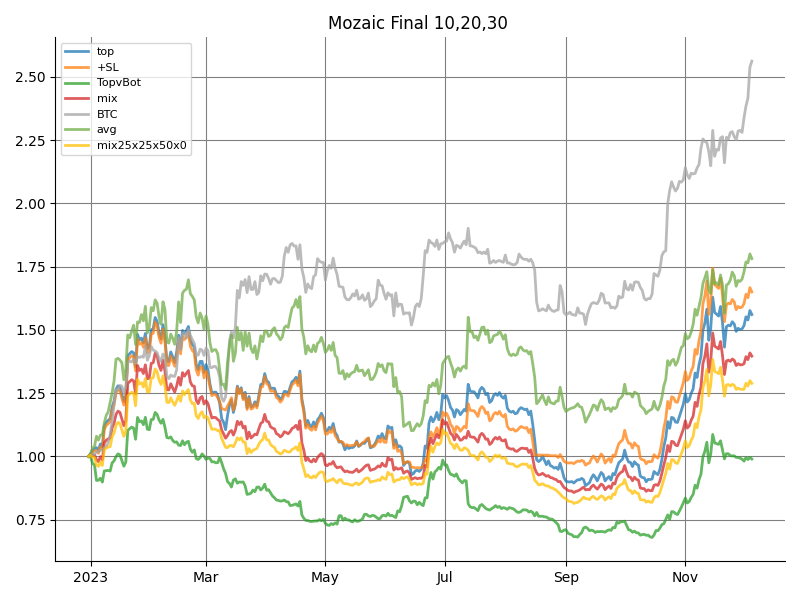 Mozaic Final 10,20,30
top
+SL
TopvBot
mix
BTC
avg
mix25x25x50x0
2.50
2.25
2.00
1.75
1.50
1.25
1.00
0.75
2023 Mar May Jul Sep Nov